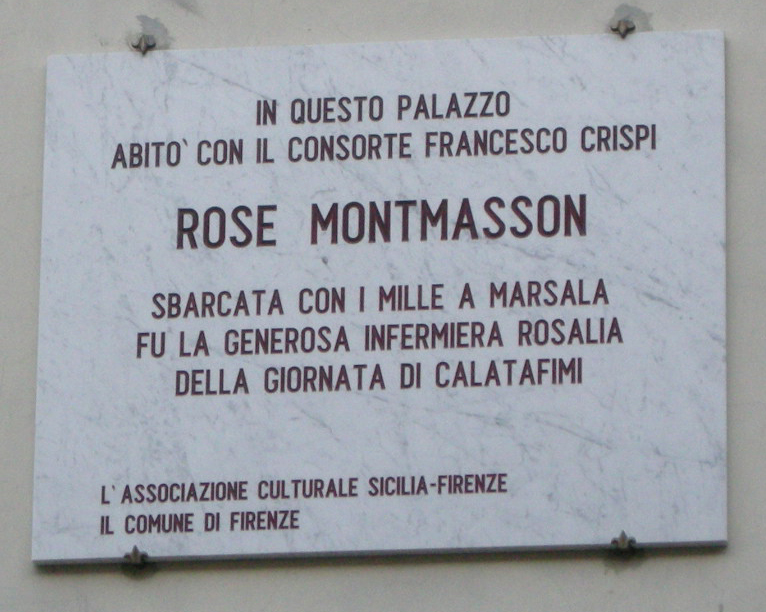 IN QUESTO PALAZZO
ABITO` CON IL CONSORTE FRANCESCO CRISPI
ROSE MONTMASSON
SBARCATA CON I MILLE A MARSALA
FU LA GENEROSA INFERMIERA ROSALIA
DELLA GIORNATA DI CALATAFIMI
L'ASSOCIAZIONE CULTURALE SICILIA-FIRENZE
IL COMUNE DI FIRENZE